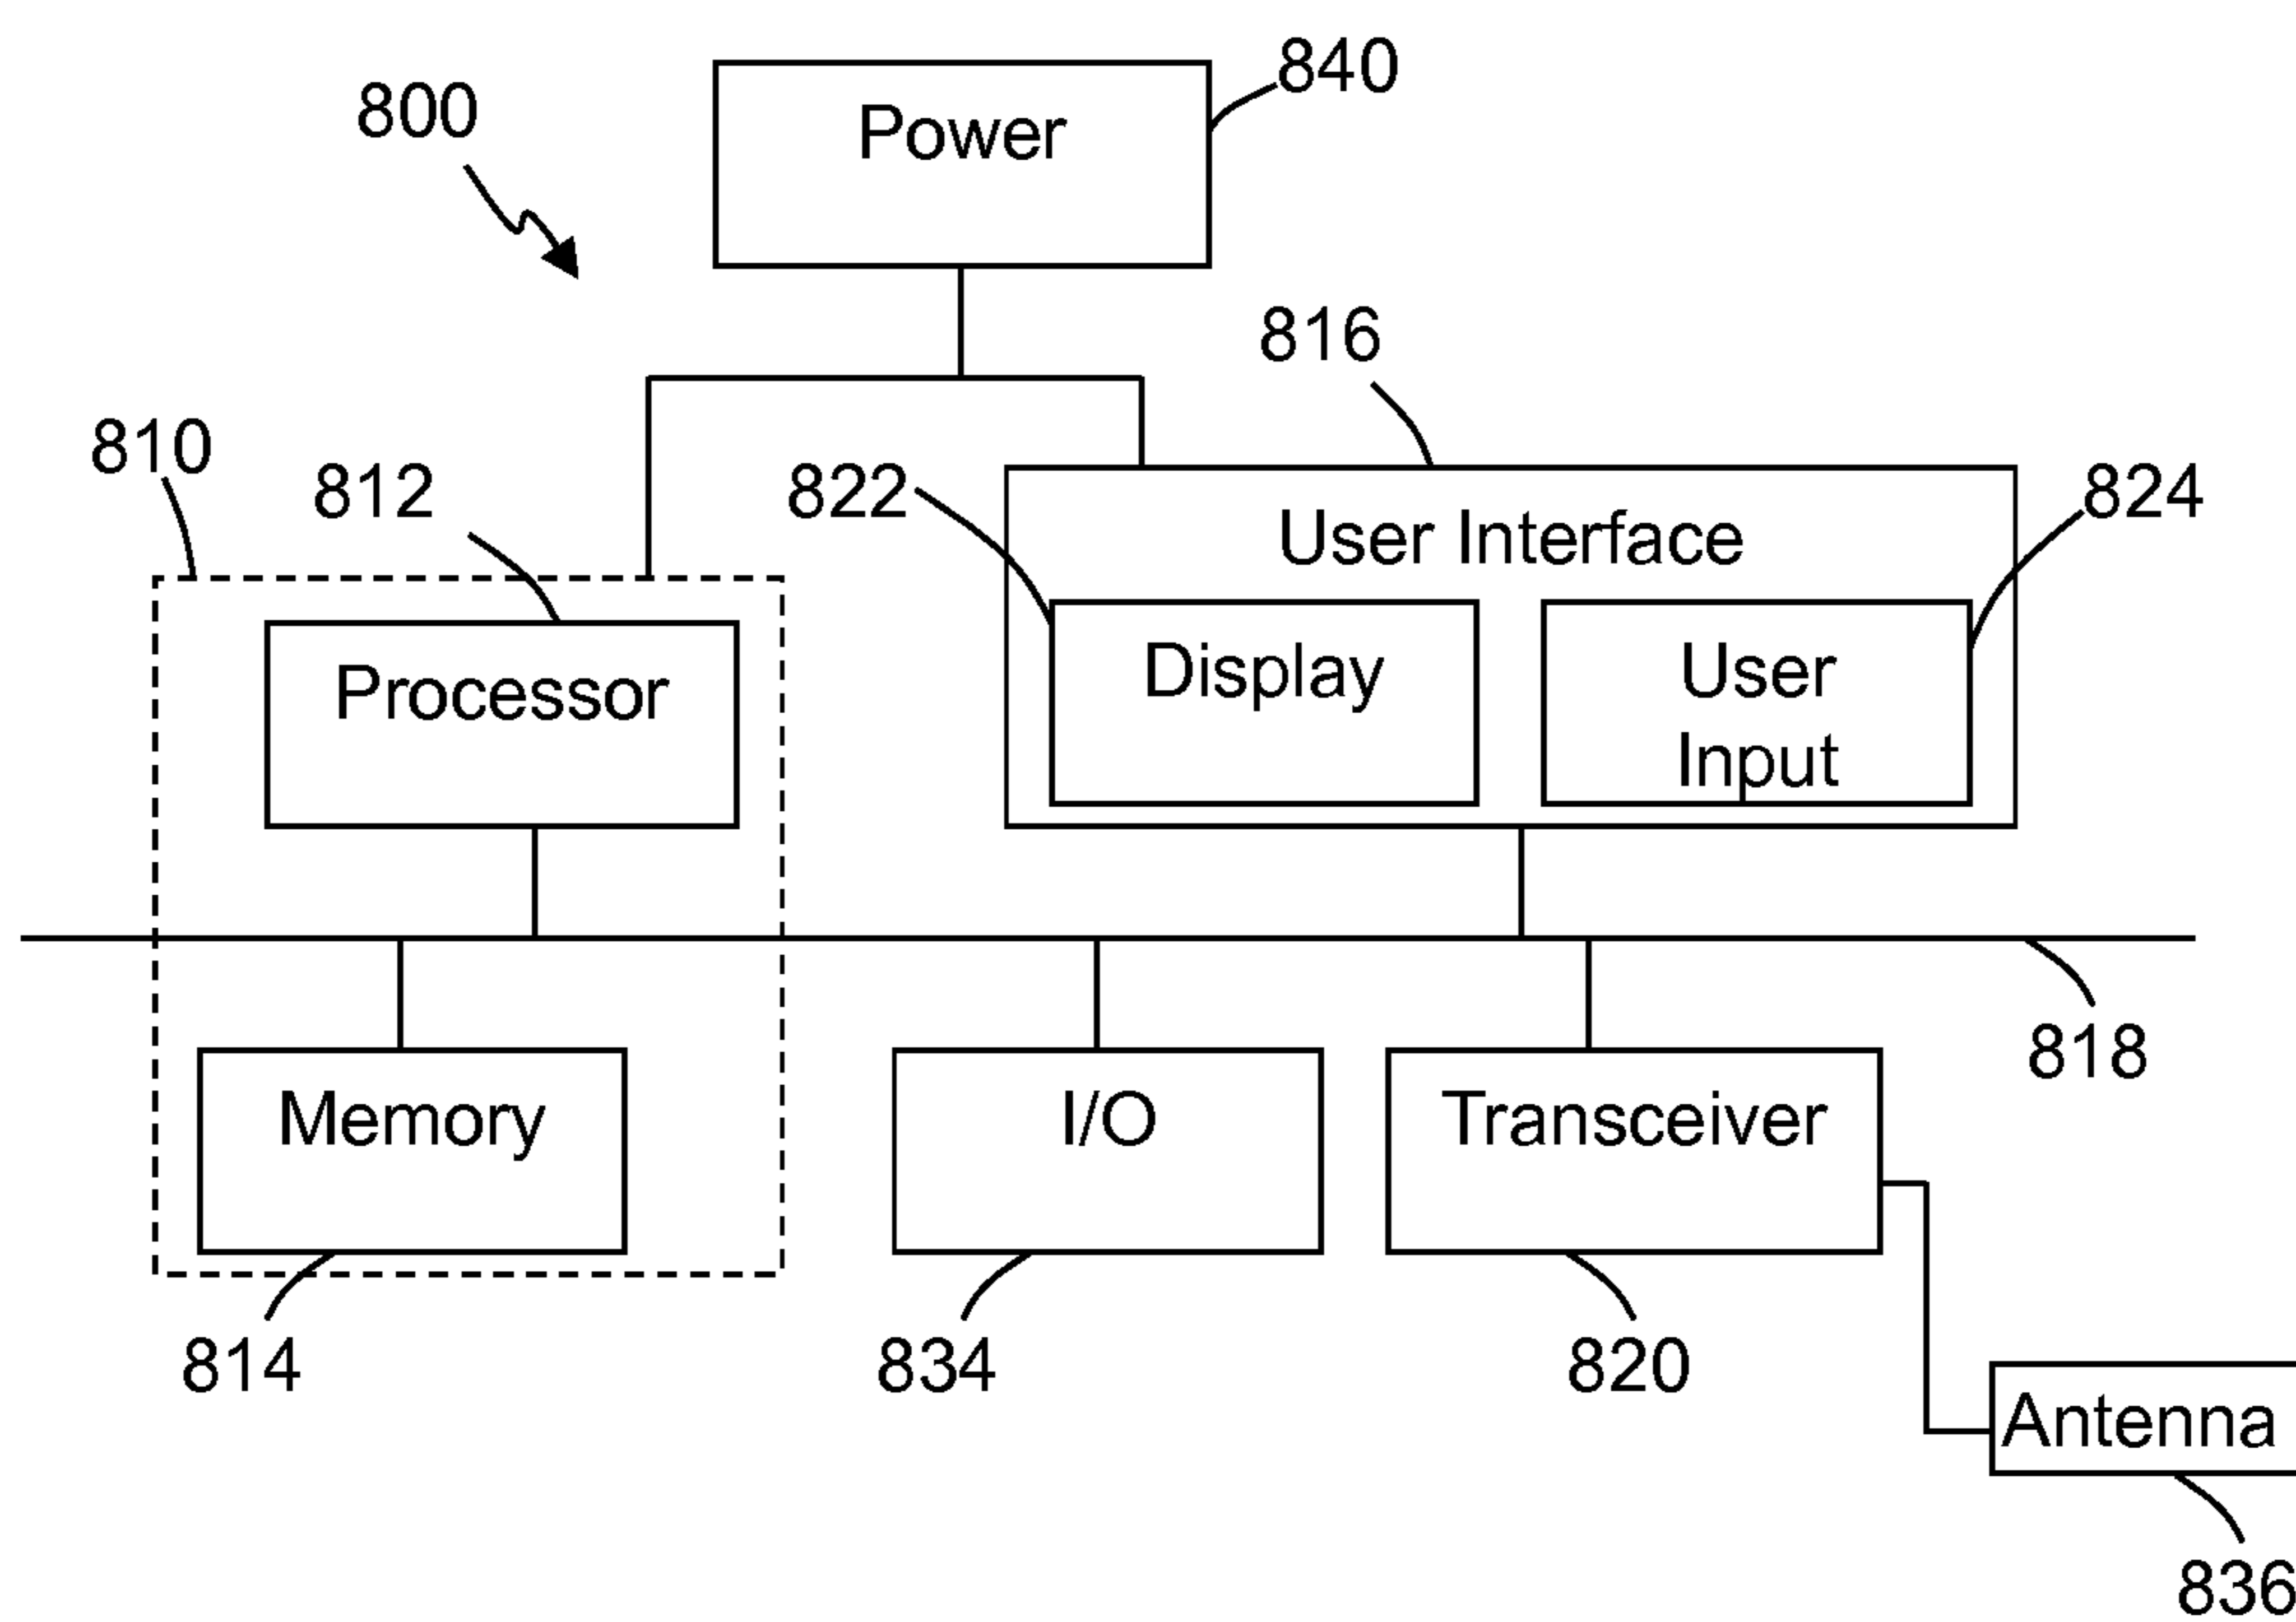 840
800
Power
816
810
812
822
824
User Interface
Processor
Display
User
Input
818
Memory
I/O
Transceiver
814
834
820
Antenna
836